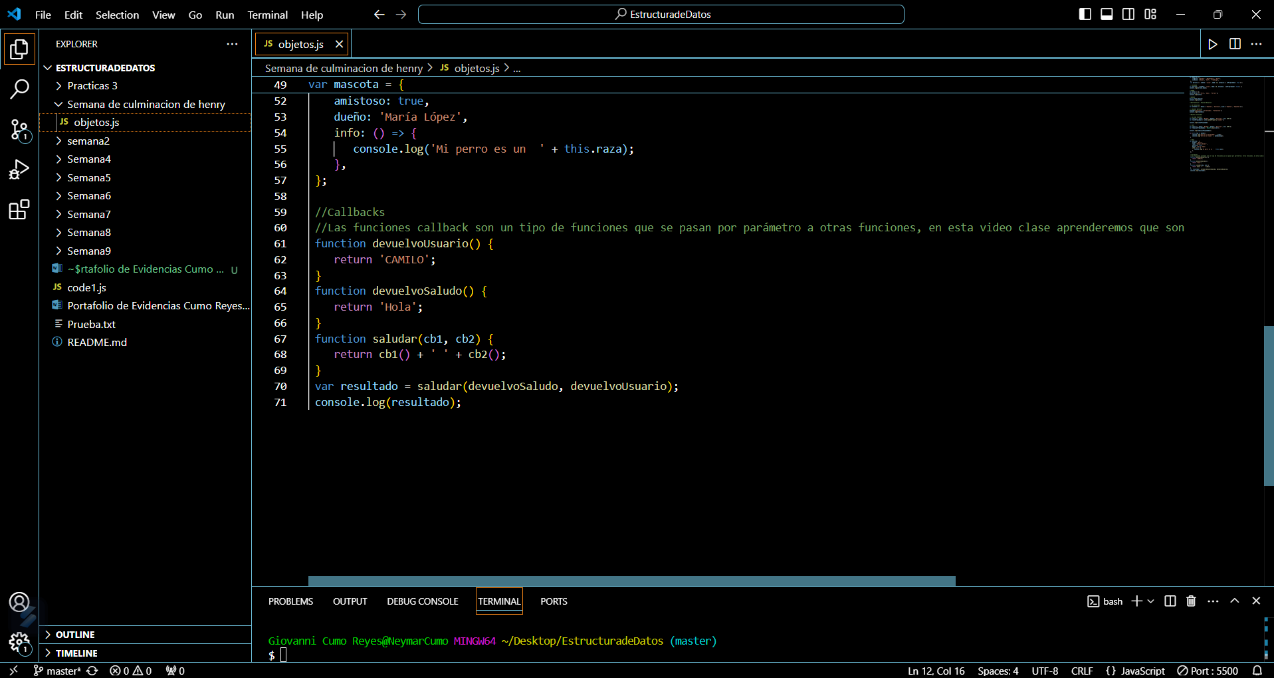 File Edit Selection View Go Run Terminal Help
EstructuradeDatos
EXPLORER
ESTRUCTURADEDATOS
Practicas 3
Semana de culminacion de henry
JS objetos.js
semana2
Semana4
Semana5
Semana6
Semana7
Semana8
Semana9
~$rtafolio de Evidencias Cumo ... U
JS code1.js
Portafolio de Evidencias Cumo Reyes...
Prueba.txt
README.md
OUTLINE
TIMELINE
JS objetos.js
Semana de culminacion de henry > JS objetos.js > ...
49 var mascota = {
52 amistoso: true,
53 dueño: 'María López',
54 info: () => {
55 console.log('Mi perro es un  ' + this.raza);
56 },
57 };
58
59 //Callbacks
60 //Las funciones callback son un tipo de funciones que se pasan por parámetro a otras funciones, en esta video clase aprenderemos que son
61 function devuelvoUsuario() {
62 return 'CAMILO';
63 }
64 function devuelvoSaludo() {
65 return 'Hola';
66 }
67 function saludar(cb1, cb2) {
68 return cb1() + ' ' + cb2();
69 }
70 var resultado = saludar(devuelvoSaludo, devuelvoUsuario);
71 console.log(resultado);
PROBLEMS OUTPUT DEBUG CONSOLE TERMINAL PORTS
bash
Giovanni Cumo Reyes@NeymarCumo MINGW64 ~/Desktop/EstructuradeDatos (master)
$
1
1
master* 0 0 0
Ln 12, Col 16 Spaces: 4 UTF-8 CRLF {} JavaScript Port : 5500